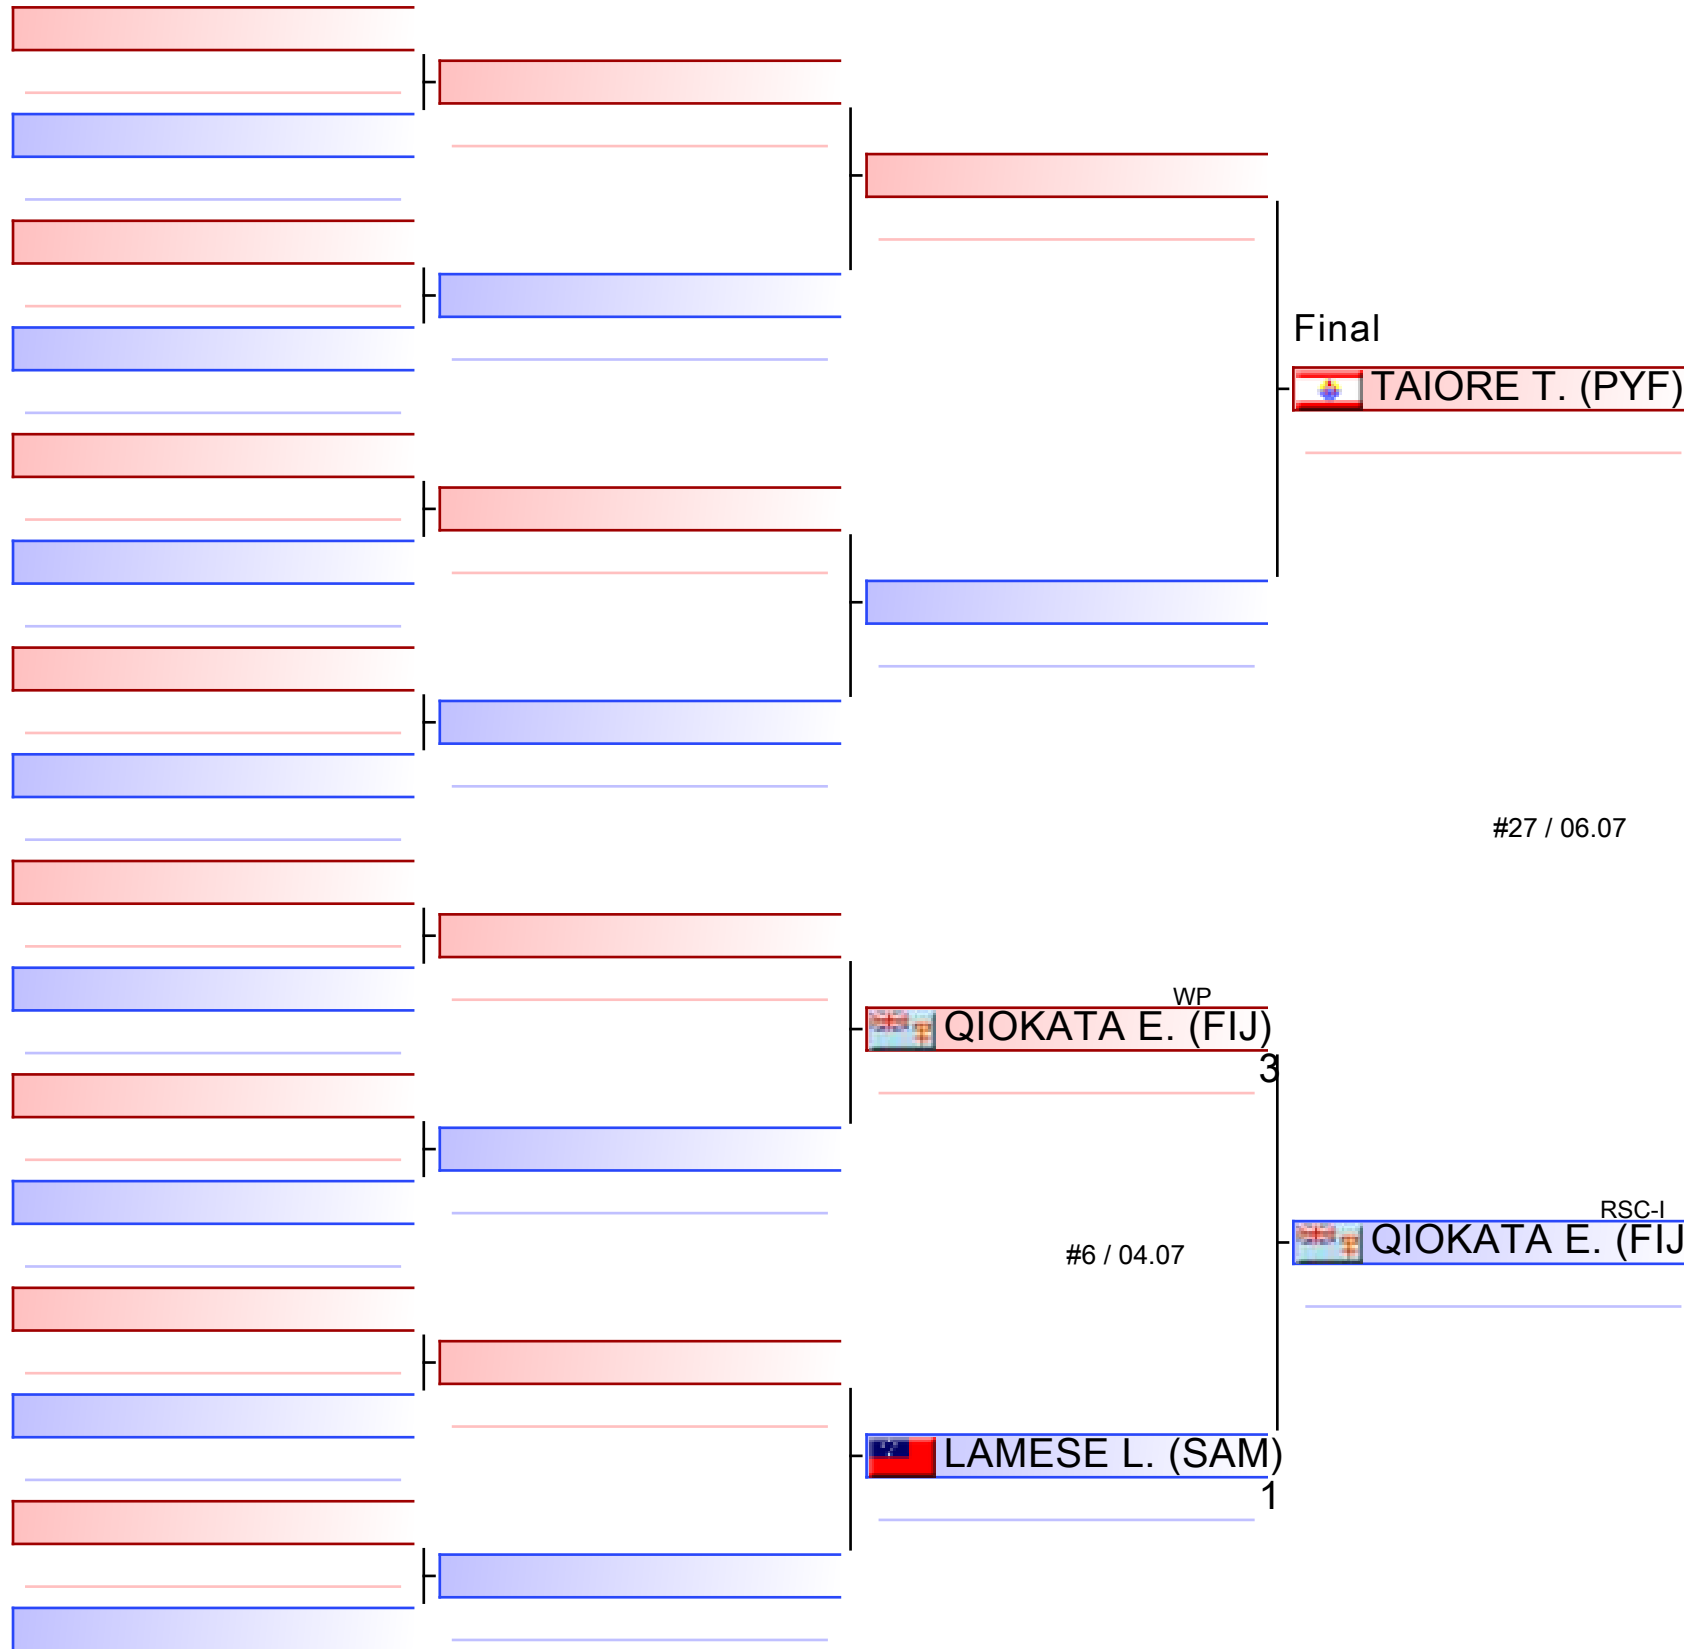 Final
TAIORE T. (PYF)
#27 / 06.07
WP
QIOKATA E. (FIJ)
3
RSC-I
QIOKATA E. (FIJ
#6 / 04.07
LAMESE L. (SAM)
1